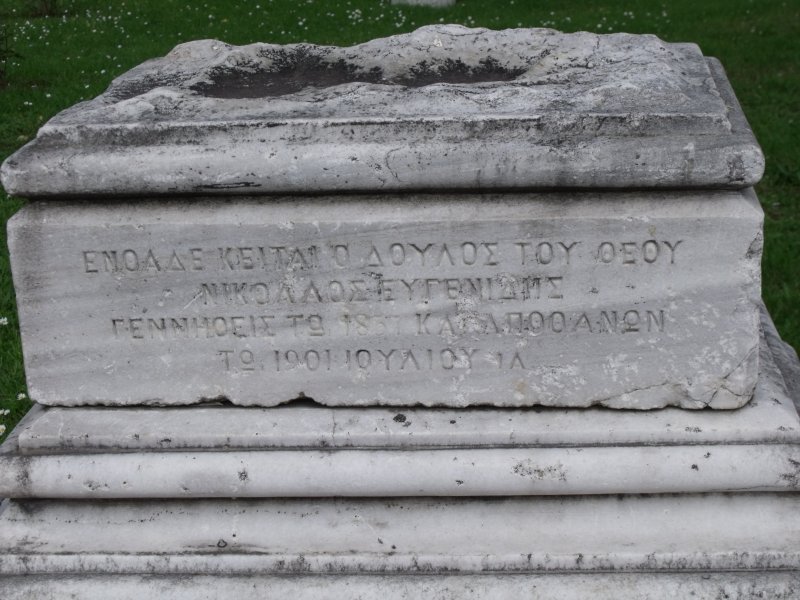 ΕΝΘΑΔΕ ΚΕΙΤΑΙ Ο ΔΟΥΛΟΣ ΤΟΥ ΘΕΟΥ
ΝΙΚΟΛΑΟΣ ΕΥΓΕΝΙΔΗΣ
ΓΕΝΝΗΘΕΙΣ ΤΩ ΚΑΙ ΑΠΟΘΑΝΩΝ
ΤΩ 1901 ΙΟΥΛΙΟΥ